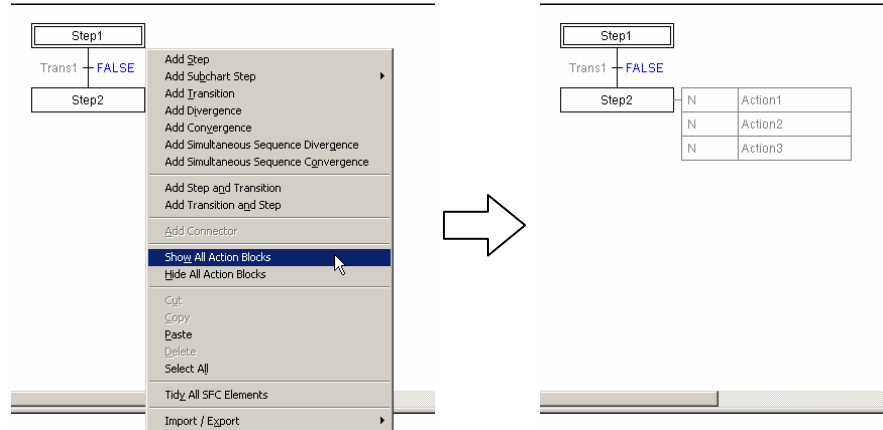 Step1
Trans1 FALSE
Step2
Add Step
Add Subchart Step
Add Transition
Add Divergence
Add Convergence
Add Simultaneous Sequence Divergence
Add Simultaneous Sequence Convergence
Add Step and Transition
Add Transition and Step
Add Connector
Show All Action Blocks
Hide All Action Blocks
Cut
Copy
Paste
Delete
Select All
Tidy All SFC Elements
Import / Export
Step1
Trans1 FALSE
Step2 N Action1
N Action2
N Action3